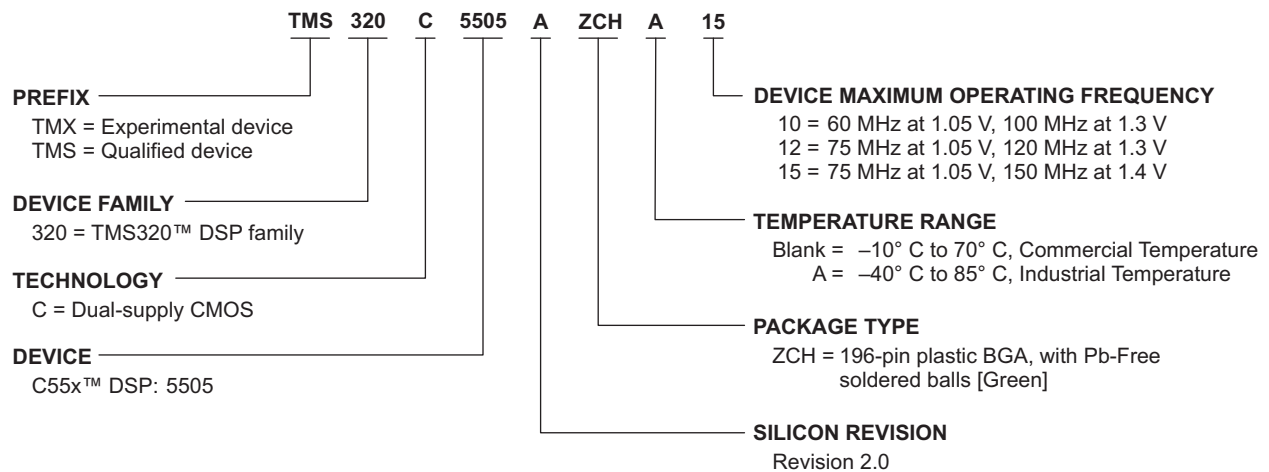 TMS 320 C 5505 A ZCH A 15
PREFIX
TMX = Experimental device
TMS = Qualified device
DEVICE FAMILY
320 = TMS320™ DSP family
TECHNOLOGY
C = Dual-supply CMOS
DEVICE
C55x™ DSP: 5505
DEVICE MAXIMUM OPERATING FREQUENCY
10 = 60 MHz at 1.05 V, 100 MHz at 1.3 V
12 = 75 MHz at 1.05 V, 120 MHz at 1.3 V
15 = 75 MHz at 1.05 V, 150 MHz at 1.4 V
TEMPERATURE RANGE
Blank = –10° C to 70° C, Commercial Temperature
A = –40° C to 85° C, Industrial Temperature
PACKAGE TYPE
ZCH = 196-pin plastic BGA, with Pb-Free
soldered balls [Green]
SILICON REVISION
Revision 2.0